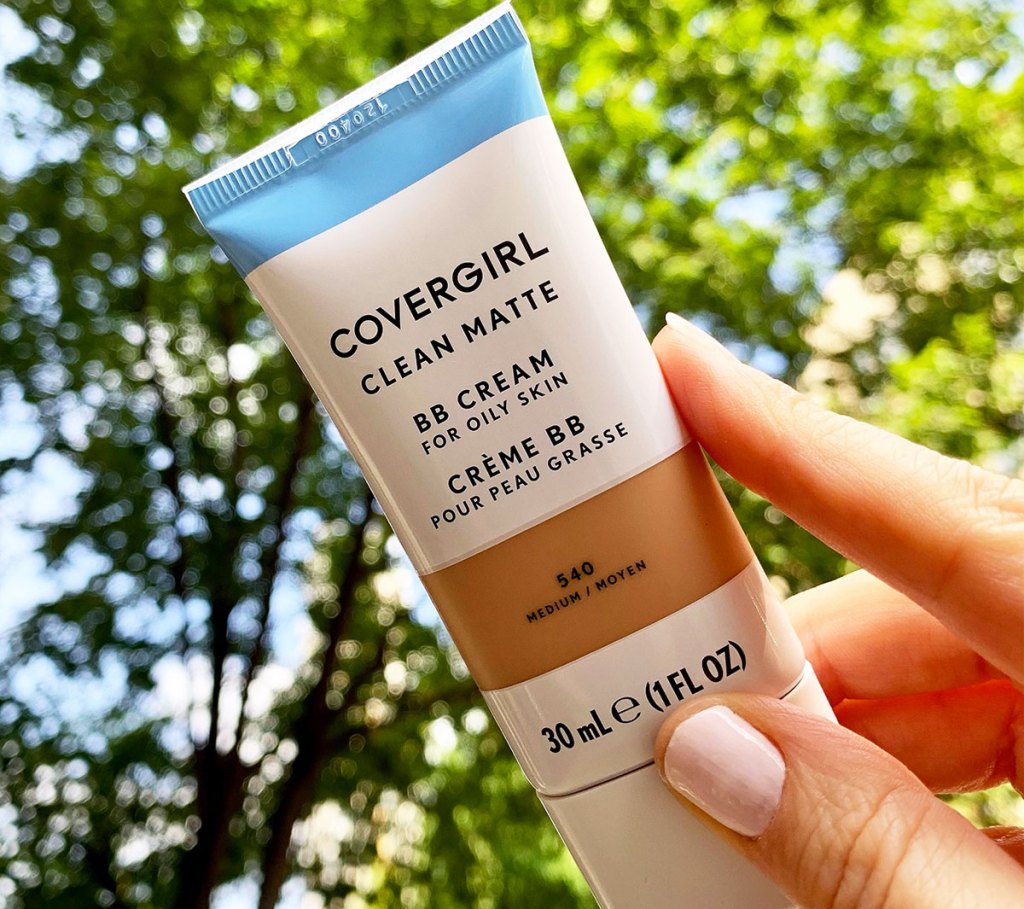 120400
COVERGIRL
CLEAN MATTE
BB CREAM
FOR OILY SKIN
CRÈME BB
POUR PEAU GRASSE
540
MEDIUM / MOYEN
30 mL ℮ (1 FL OZ)